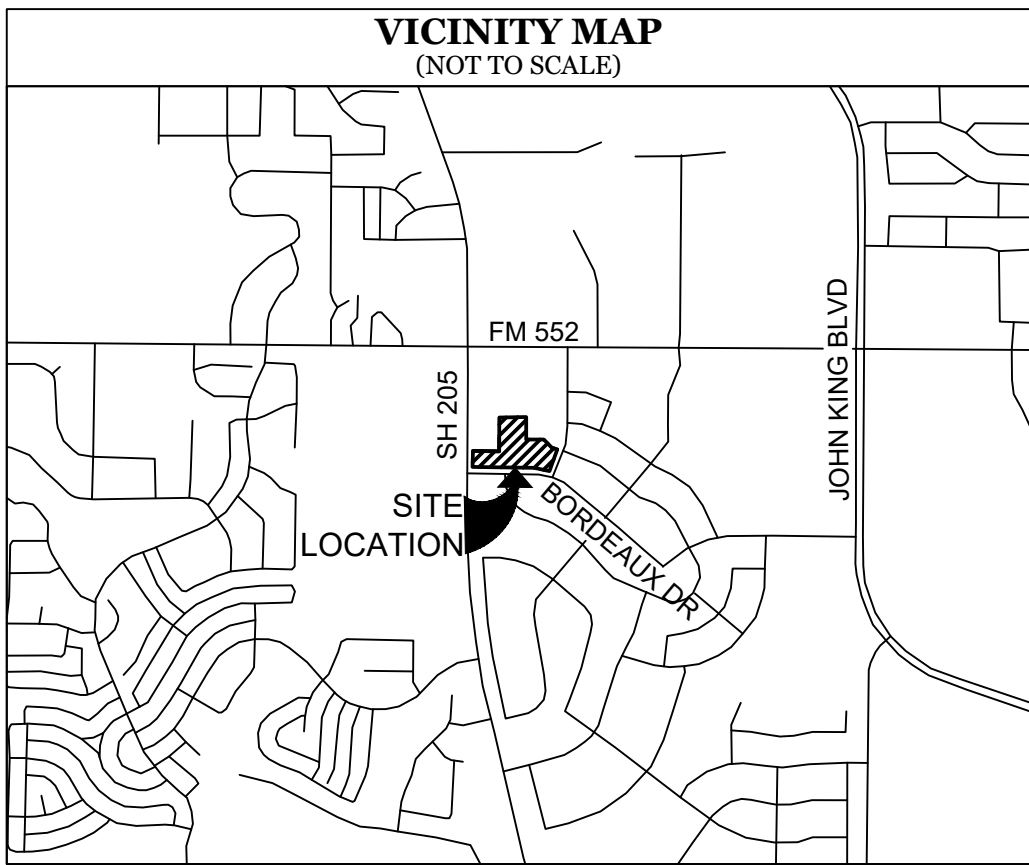 VICINITY MAP
(NOT TO SCALE)
FM 552
SH 205
JOHN KING BLVD
SITE
LOCATION
BORDEAUX DR